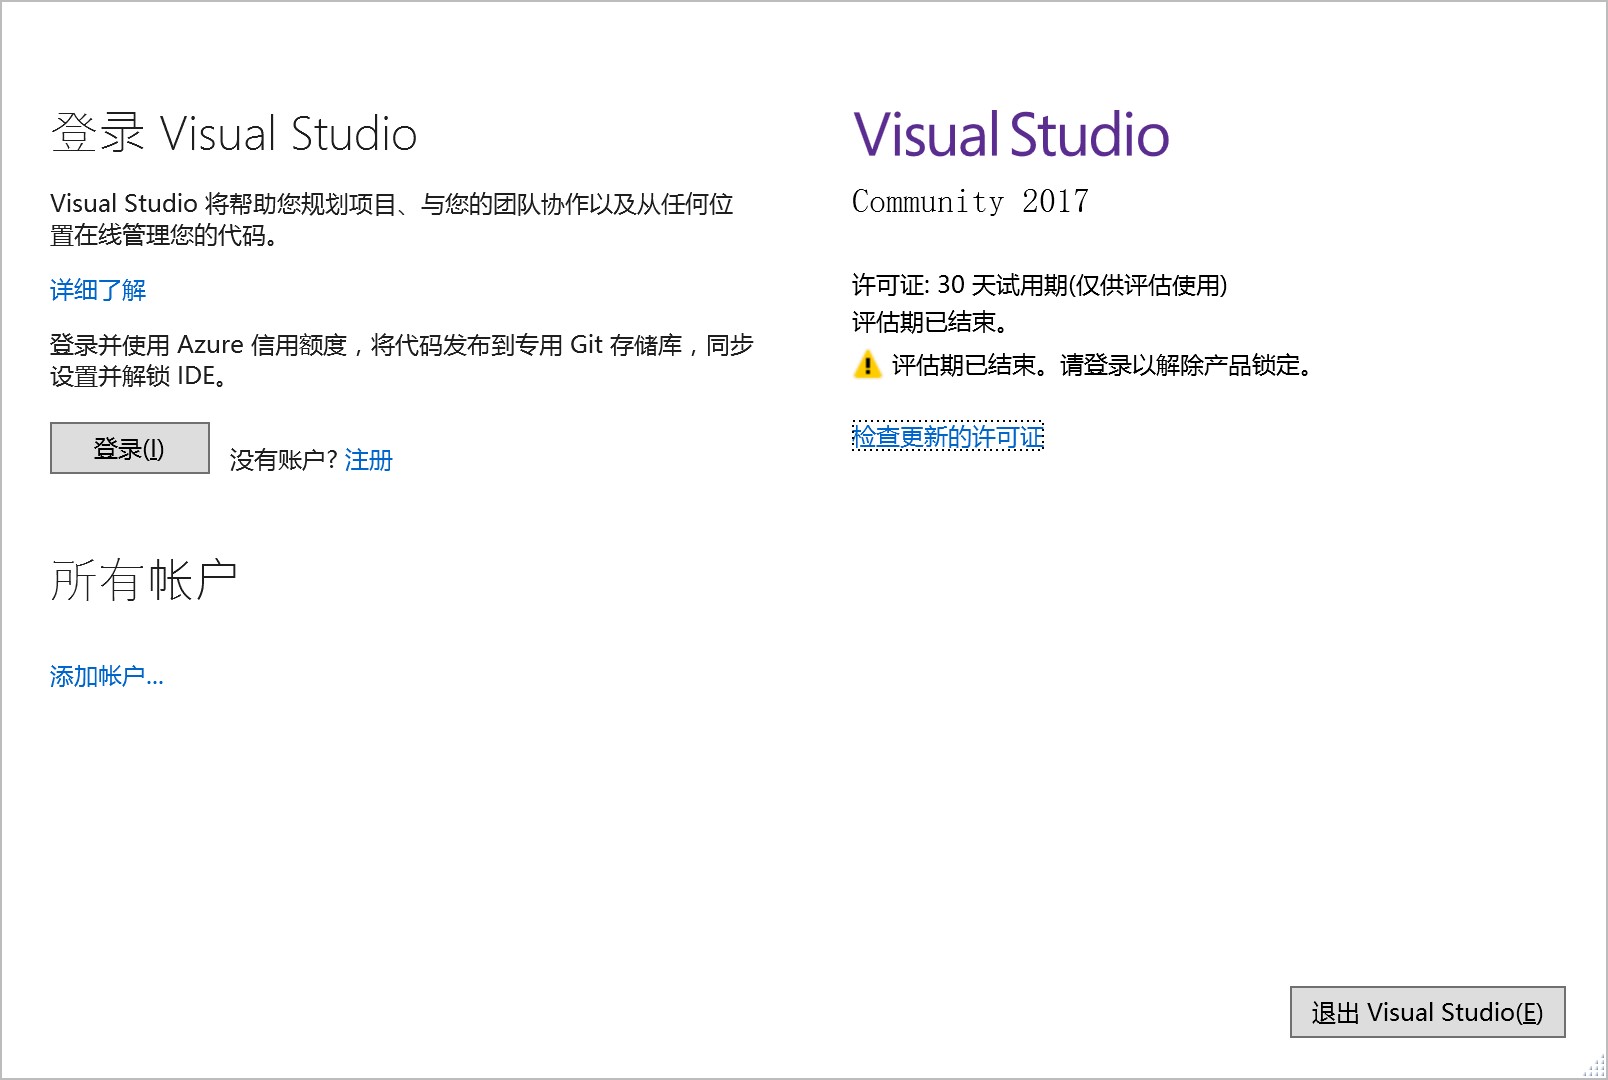 登录 Visual Studio
Visual Studio 将帮助您规划项目、与您的团队协作以及从任何位
置在线管理您的代码。
详细了解
登录并使用 Azure 信用额度，将代码发布到专用 Git 存储库，同步
设置并解锁 IDE。
登录(I)
没有账户? 注册
所有帐户
添加帐户...
Visual Studio
Community 2017
许可证: 30 天试用期(仅供评估使用)
评估期已结束。
评估期已结束。请登录以解除产品锁定。
检查更新的许可证
退出 Visual Studio(E)